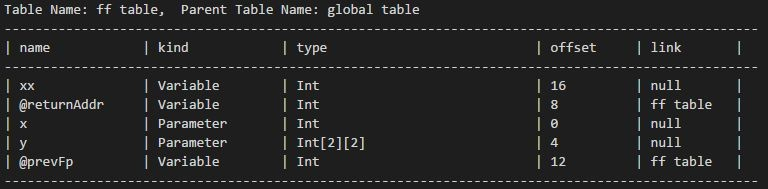 Table Name: ff table,  Parent Table Name: global table
----------------------------------------------------------------------------------------------------
| name            | kind            | type                          | offset     | link       |
----------------------------------------------------------------------------------------------------
| xx              | Variable        | Int                           | 16         | null       |
| @returnAddr     | Variable        | Int                           | 8          | ff table   |
| x               | Parameter       | Int                           | 0          | null       |
| y               | Parameter       | Int[2][2]                     | 4          | null       |
| @prevFp         | Variable        | Int                           | 12         | ff table   |
----------------------------------------------------------------------------------------------------